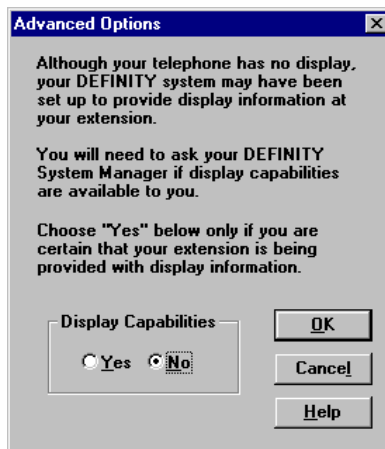 Advanced Options
Although your telephone has no display,
your DEFINITY system may have been
set up to provide display information at
your extension.
You will need to ask your DEFINITY
System Manager if display capabilities
are available to you.
Choose "Yes" below only if you are
certain that your extension is being
provided with display information.
Display Capabilities
Yes No
OK
Cancel
Help